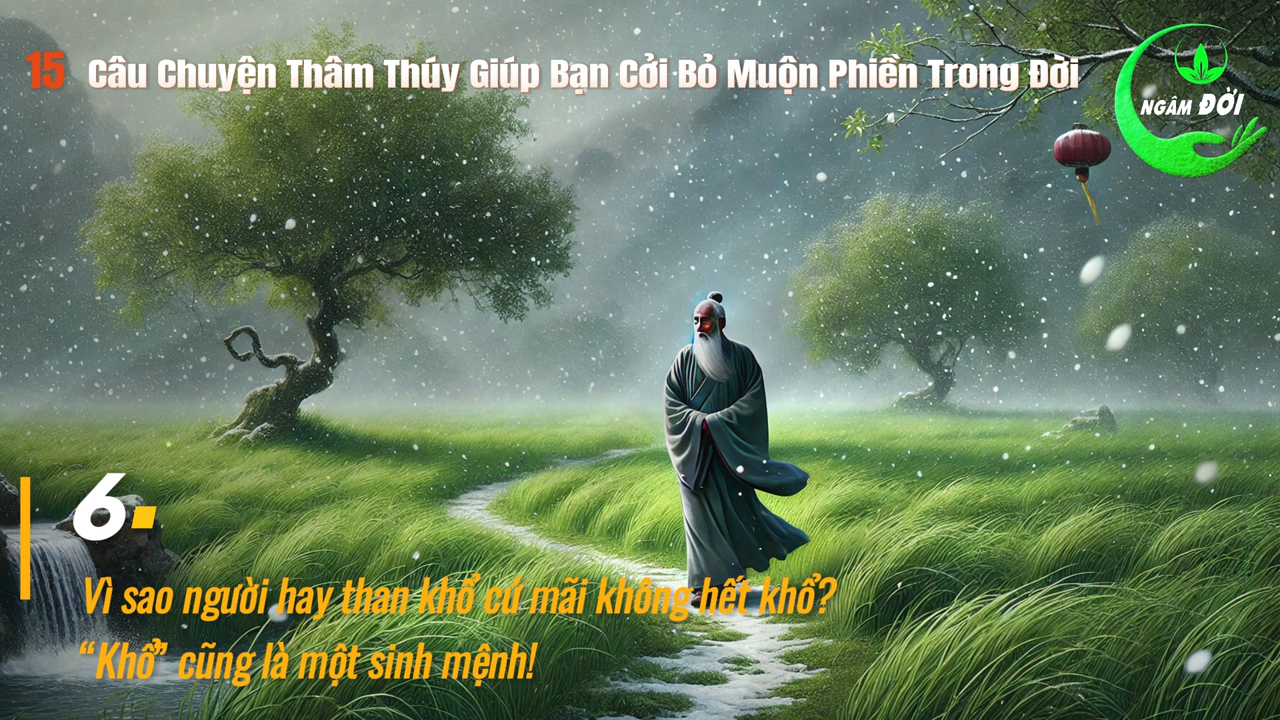 15 Câu Chuyện Thâm Thúy Giúp Bạn Cởi Bỏ Muộn Phiền Trong Đời
NGÂM ĐỜI
6.
Vì sao người hay than khổ cứ mãi không hết khổ?
“Khổ” cũng là một sinh mệnh!